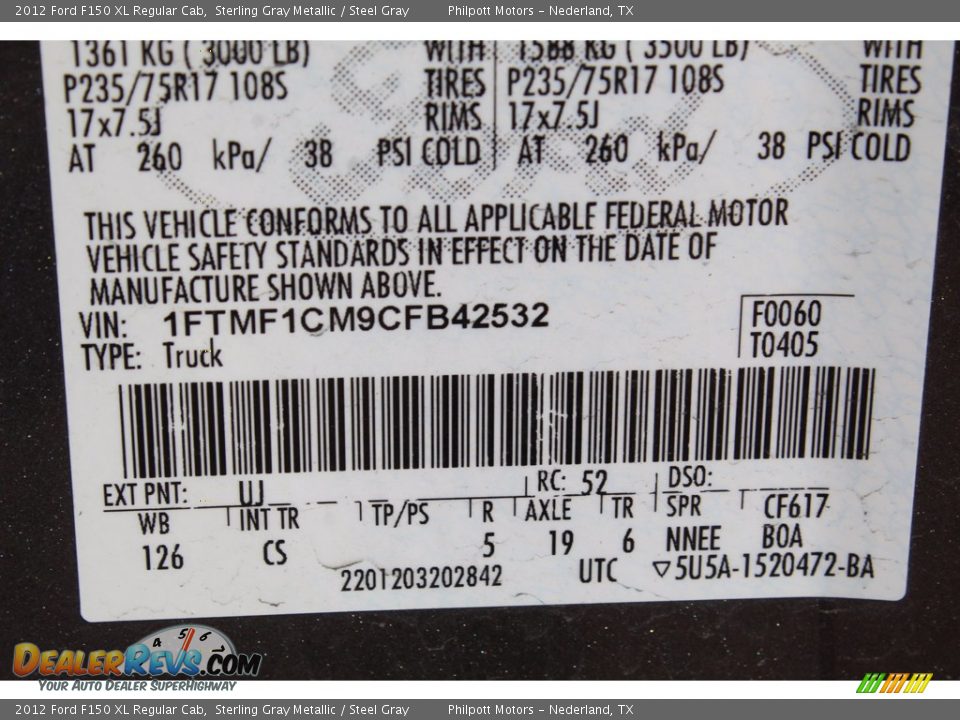 2012 Ford F150 XL Regular Cab, Sterling Gray Metallic / Steel Gray Philpott Motors - Nederland, TX
1361 KG ( 3000 LB) WITH 1588 KG ( 3500 LB) WITH
P235/75R17 108S TIRES P235/75R17 108S TIRES
17x7.5J RIMS 17x7.5J RIMS
AT 260 kPa/ 38 PSI COLD AT 260 kPa/ 38 PSI COLD
THIS VEHICLE CONFORMS TO ALL APPLICABLE FEDERAL MOTOR
VEHICLE SAFETY STANDARDS IN EFFECT ON THE DATE OF
MANUFACTURE SHOWN ABOVE.
VIN: 1FTMF1CM9CFB42532 F0060
TYPE: Truck T0405
EXT PNT: UJ RC: 52 DSO:
WB INT TR TP/PS R AXLE TR SPR CF617
126 CS 5 19 6 NNEE BOA
2201203202842 UTC ▽5U5A-1520472-BA
DEALERREVS.COM
YOUR AUTO DEALER SUPERHIGHWAY
2012 Ford F150 XL Regular Cab, Sterling Gray Metallic / Steel Gray Philpott Motors - Nederland, TX